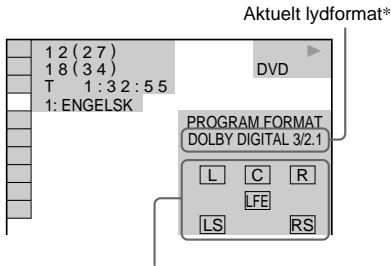 Aktuelt lydformat*
12(27)
18(34)
DVD
T 1:32:55
1: ENGELSK
PROGRAM FORMAT
DOLBY DIGITAL 3/2.1
L C R
LFE
LS RS